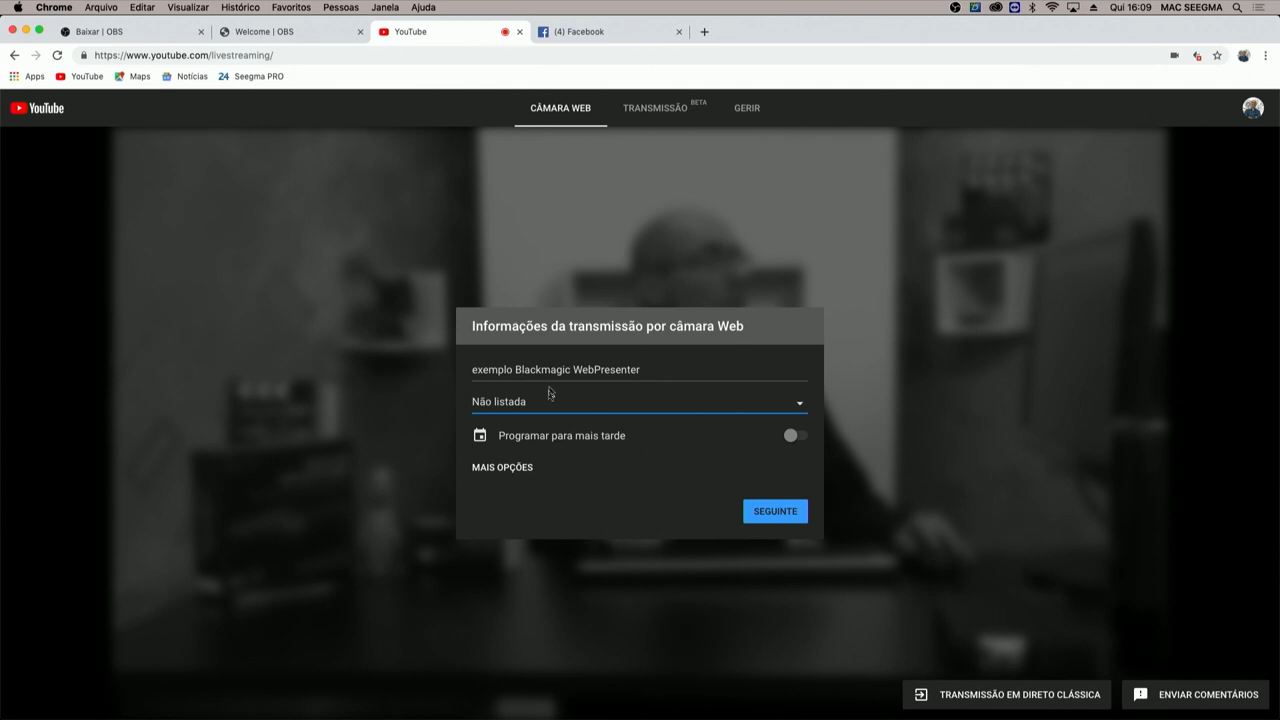 Chrome Arquivo Editar Visualizar Histórico Favoritos Pessoas Janela Ajuda Qui 16:09 MAC SEEGMA
Baixar | OBS Welcome | OBS YouTube (4) Facebook
https://www.youtube.com/livestreaming/
Apps YouTube Maps Notícias 24 Seegma PRO
YouTube CÂMARA WEB TRANSMISSÃO BETA GERIR
Informações da transmissão por câmara Web
exemplo Blackmagic WebPresenter
Não listada
Programar para mais tarde
MAIS OPÇÕES
SEGUINTE
TRANSMISSÃO EM DIRETO CLÁSSICA ENVIAR COMENTÁRIOS